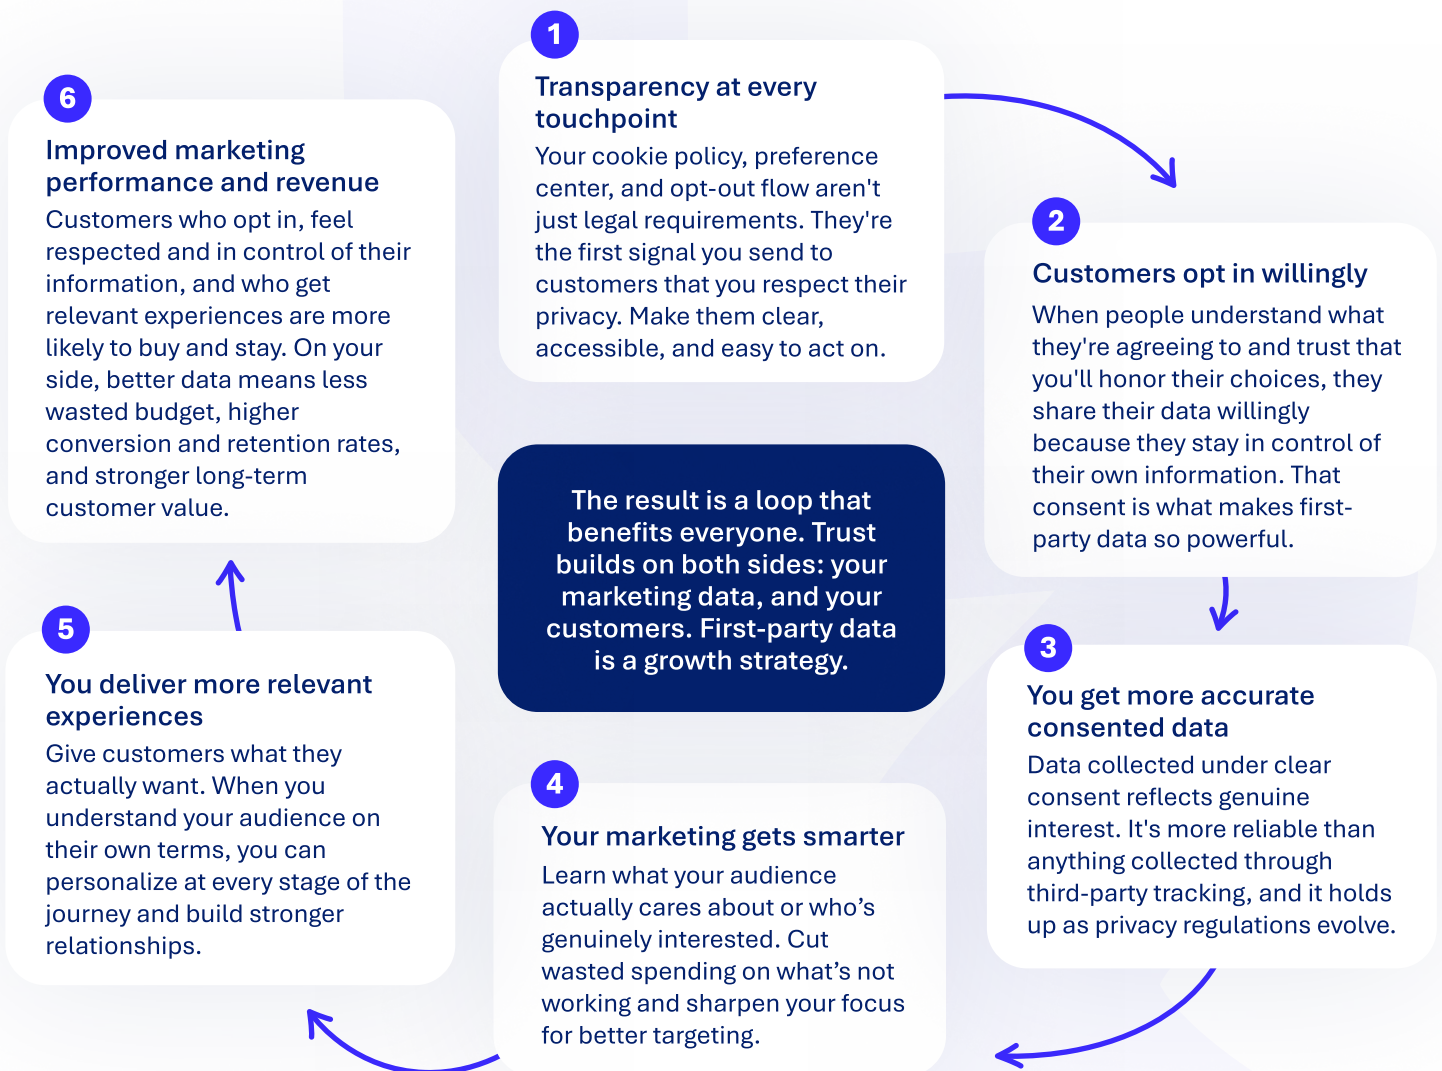 1
Transparency at every
touchpoint
Your cookie policy, preference
center, and opt-out flow aren't
just legal requirements. They're
the first signal you send to
customers that you respect their
privacy. Make them clear,
accessible, and easy to act on.
2
Customers opt in willingly
When people understand what
they're agreeing to and trust that
you'll honor their choices, they
share their data willingly
because they stay in control of
their own information. That
consent is what makes first-
party data so powerful.
3
You get more accurate
consented data
Data collected under clear
consent reflects genuine
interest. It's more reliable than
anything collected through
third-party tracking, and it holds
up as privacy regulations evolve.
4
Your marketing gets smarter
Learn what your audience
actually cares about or who’s
genuinely interested. Cut
wasted spending on what’s not
working and sharpen your focus
for better targeting.
5
You deliver more relevant
experiences
Give customers what they
actually want. When you
understand your audience on
their own terms, you can
personalize at every stage of the
journey and build stronger
relationships.
6
Improved marketing
performance and revenue
Customers who opt in, feel
respected and in control of their
information, and who get
relevant experiences are more
likely to buy and stay. On your
side, better data means less
wasted budget, higher
conversion and retention rates,
and stronger long-term
customer value.
The result is a loop that
benefits everyone. Trust
builds on both sides: your
marketing data, and your
customers. First-party data
is a growth strategy.